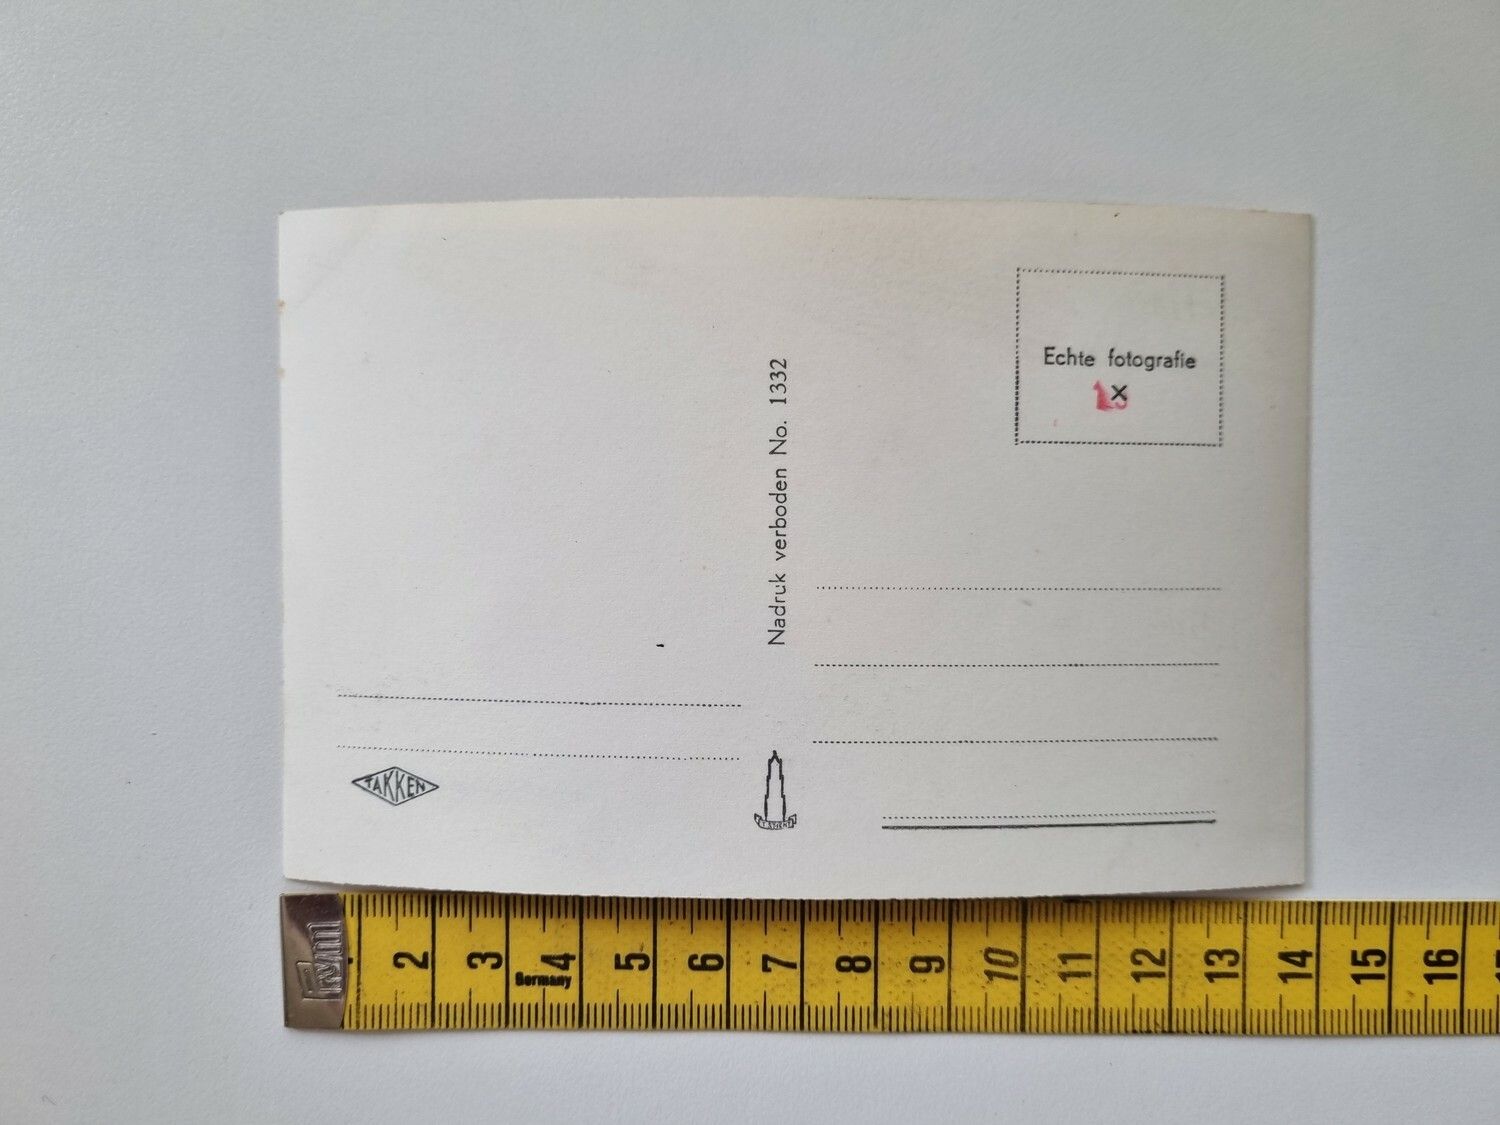 Echte fotografie
x
Nadruk verboden No. 1332
TAKKEN
Prym
2 3 4 5 6 7 8 9 10 11 12 13 14 15 16
Germany